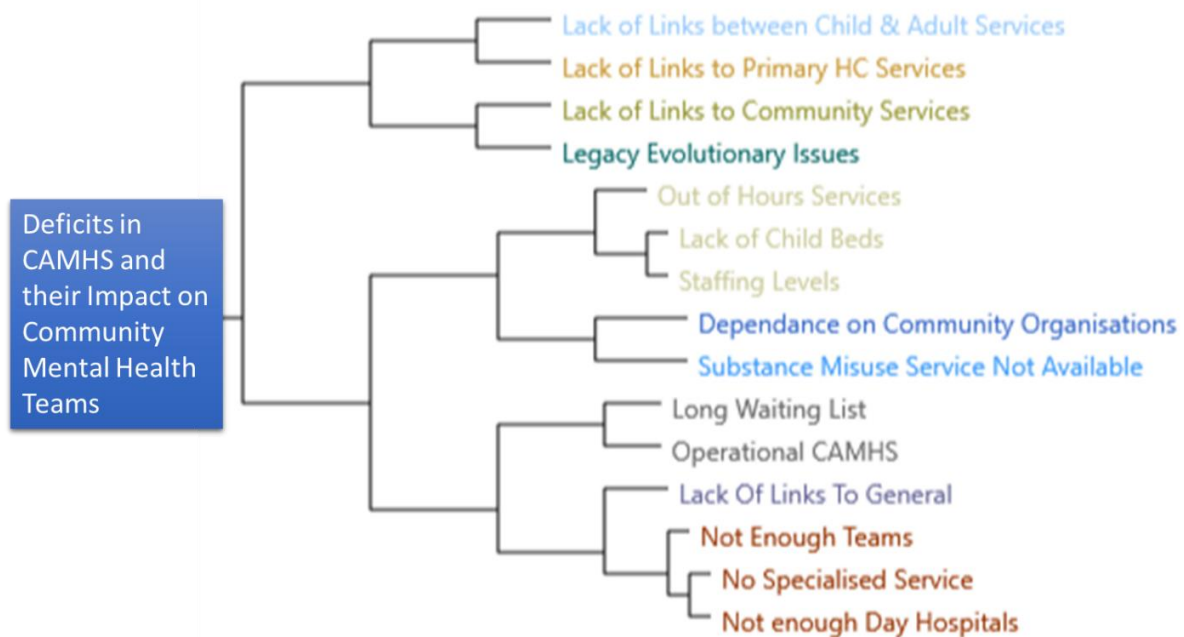 Lack of Links between Child & Adult Services
Lack of Links to Primary HC Services
Lack of Links to Community Services
Legacy Evolutionary Issues
Out of Hours Services
Lack of Child Beds
Staffing Levels
Deficits in
CAMHS and
their Impact on
Community
Mental Health
Teams
Dependance on Community Organisations
Substance Misuse Service Not Available
Long Waiting List
Operational CAMHS
Lack Of Links To General
Not Enough Teams
No Specialised Service
Not enough Day Hospitals